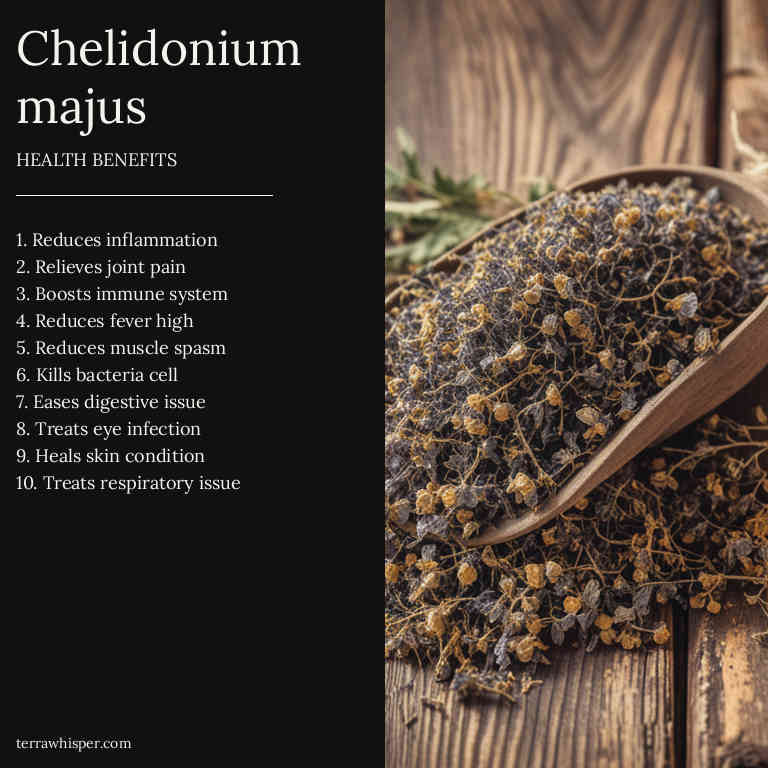 Chelidonium
majus
HEALTH BENEFITS
1. Reduces inflammation
2. Relieves joint pain
3. Boosts immune system
4. Reduces fever high
5. Reduces muscle spasm
6. Kills bacteria cell
7. Eases digestive issue
8. Treats eye infection
9. Heals skin condition
10. Treats respiratory issue
terrawhisper.com